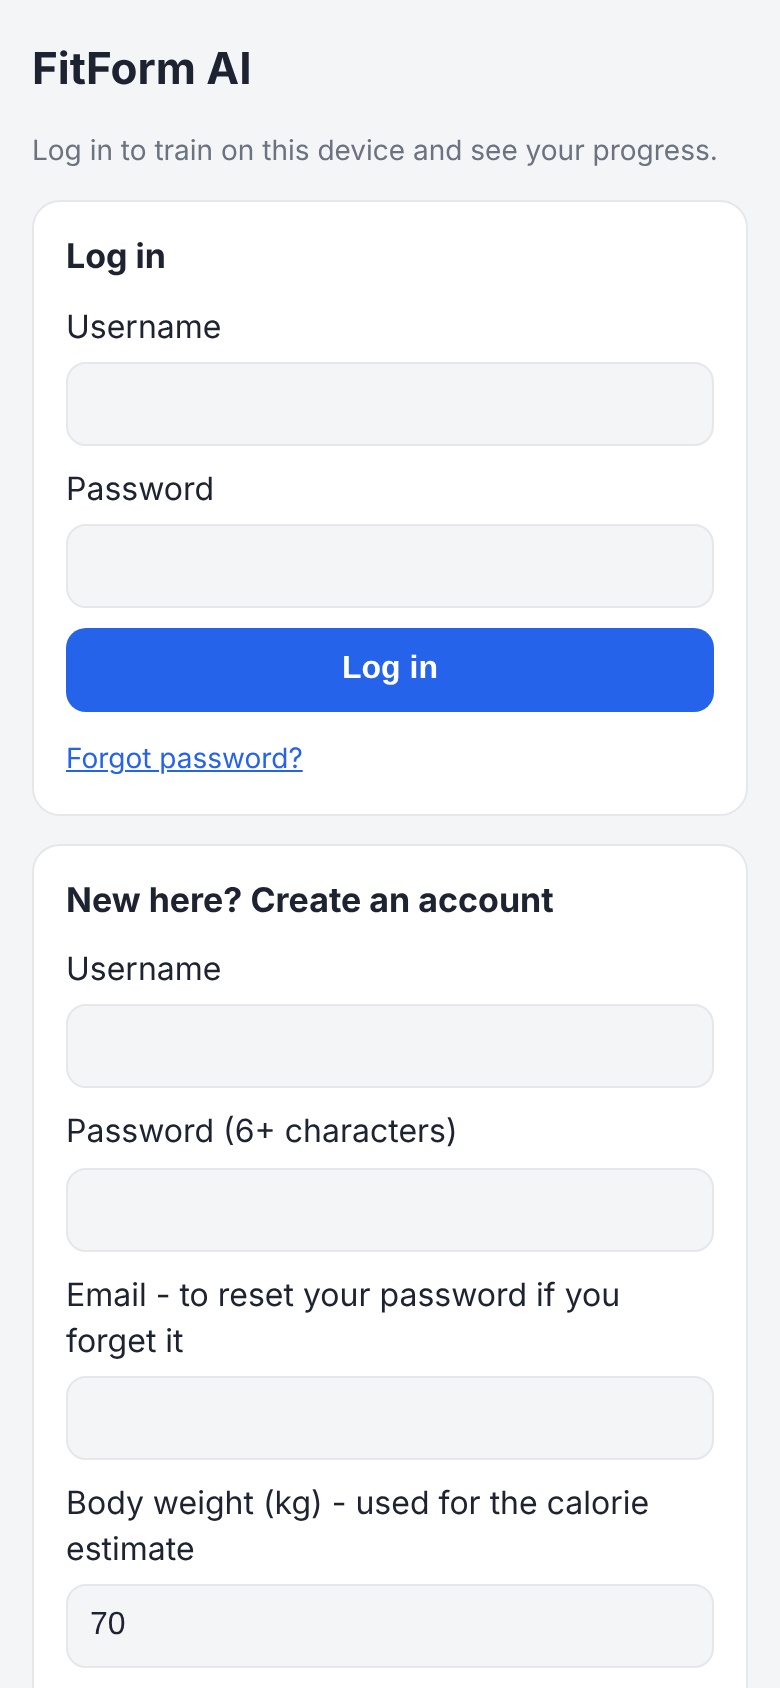 FitForm AI
Log in to train on this device and see your progress.
Log in
Username
Password
Log in
Forgot password?
New here? Create an account
Username
Password (6+ characters)
Email - to reset your password if you
forget it
Body weight (kg) - used for the calorie
estimate
70